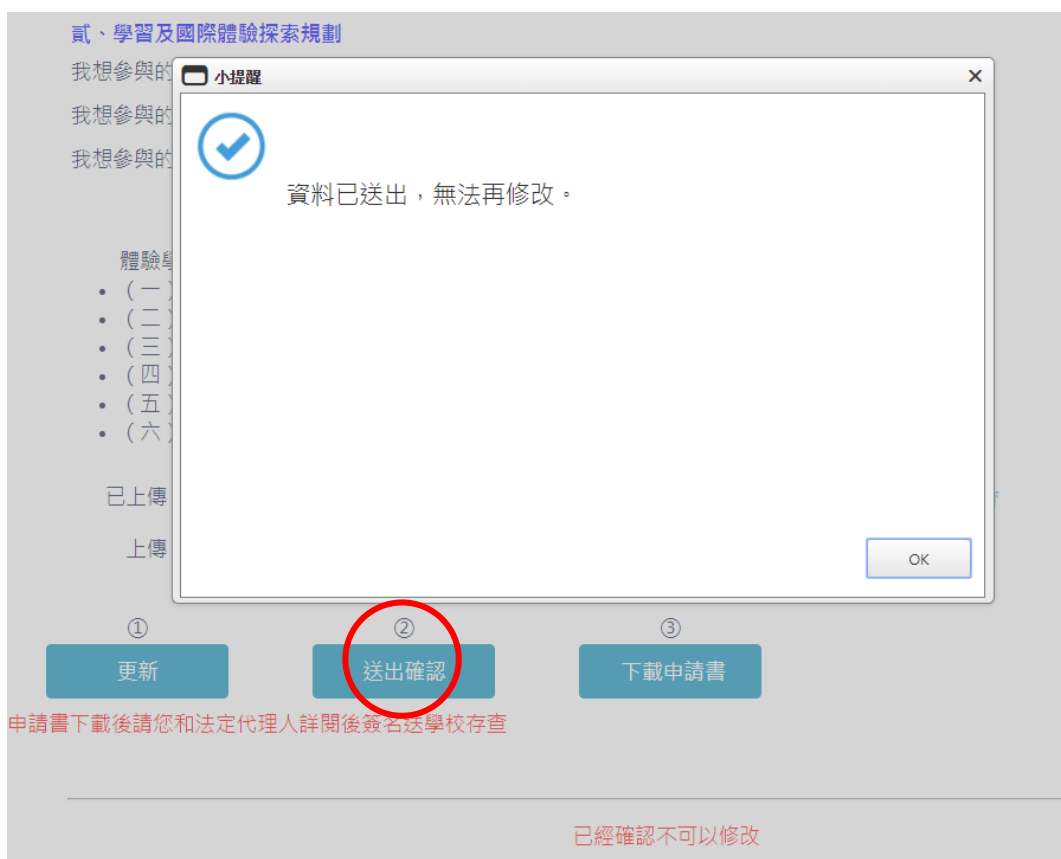 貳、學習及國際體驗探索規劃
我想參與的
小提醒
我想參與的
我想參與的
資料已送出，無法再修改。
體驗
• (一)
• (二)
• (三)
• (四)
• (五)
• (六)
已上傳
上傳
OK
① ② ③
更新 送出確認 下載申請書
申請書下載後請您和法定代理人詳閱後簽名送學校存查
已經確認不可以修改